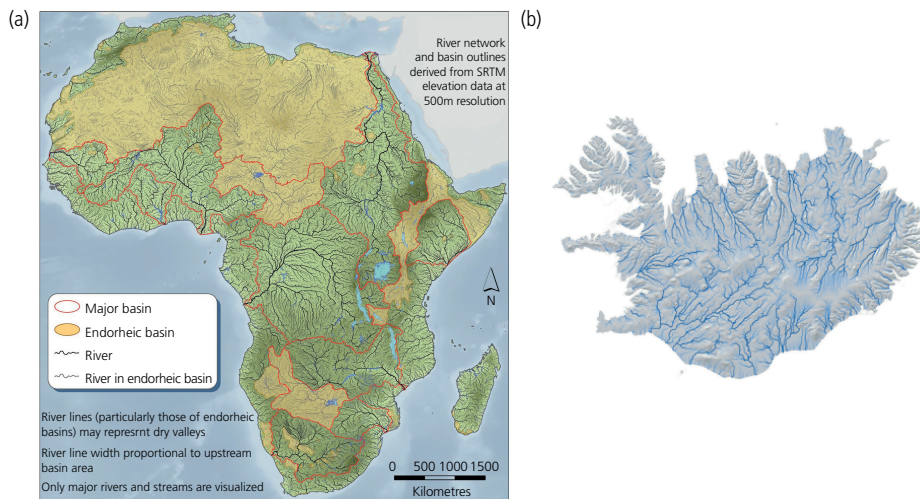 (a)
River network
and basin outlines
derived from SRTM
elevation data at
500m resolution
N
Major basin
Endorheic basin
River
River in endorheic basin
River lines (particularly those of endorheic
basins) may represrnt dry valleys
River line width proportional to upstream
basin area
Only major rivers and streams are visualized
0 500 1000 1500
Kilometres
(b)